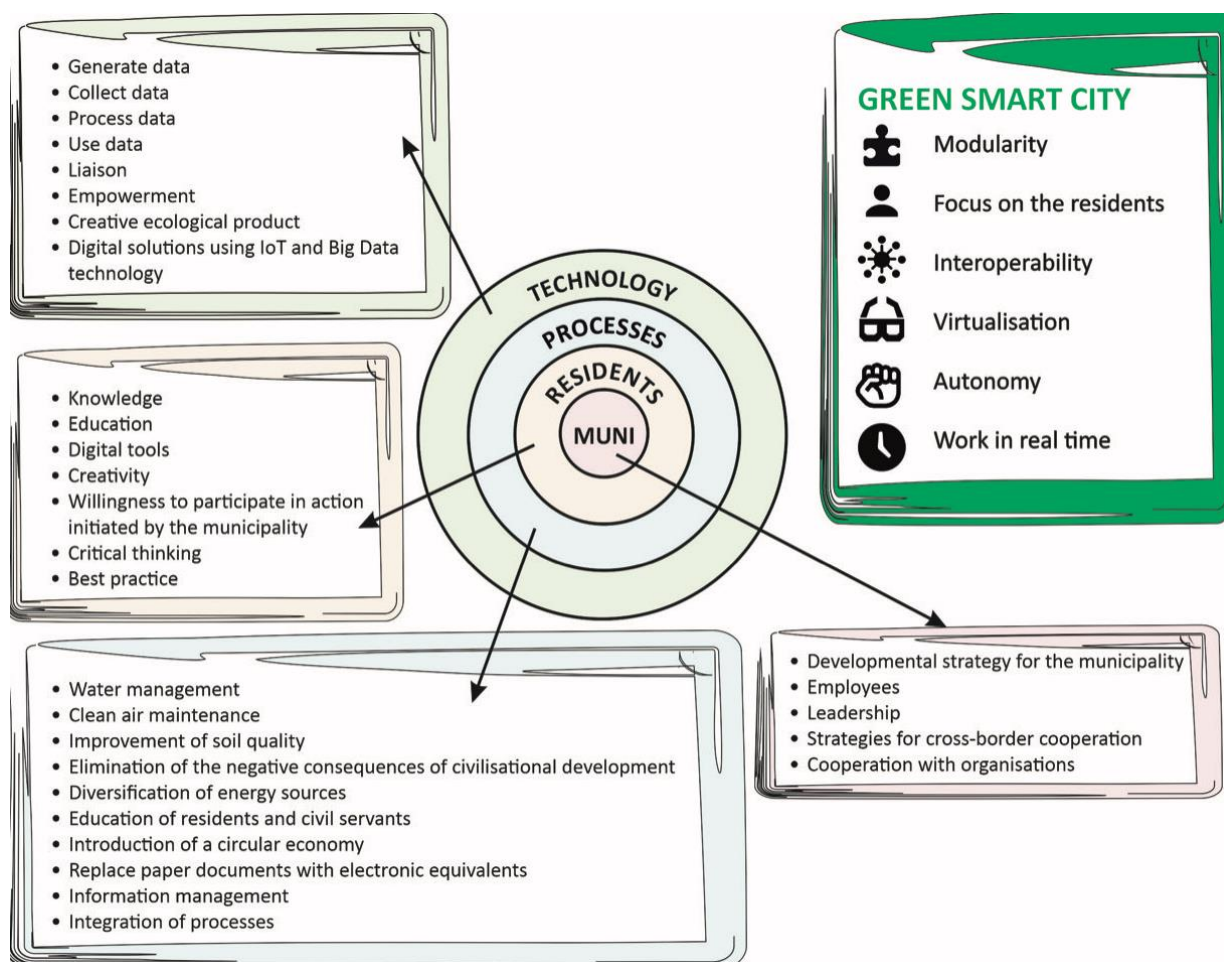 • Generate data
• Collect data
• Process data
• Use data
• Liaison
• Empowerment
• Creative ecological product
• Digital solutions using IoT and Big Data
technology
GREEN SMART CITY
Modularity
Focus on the residents
Interoperability
Virtualisation
Autonomy
Work in real time
TECHNOLOGY
PROCESSES
RESIDENTS
MUNI
• Knowledge
• Education
• Digital tools
• Creativity
• Willingness to participate in action
initiated by the municipality
• Critical thinking
• Best practice
• Water management
• Clean air maintenance
• Improvement of soil quality
• Elimination of the negative consequences of civilisational development
• Diversification of energy sources
• Education of residents and civil servants
• Introduction of a circular economy
• Replace paper documents with electronic equivalents
• Information management
• Integration of processes
• Developmental strategy for the municipality
• Employees
• Leadership
• Strategies for cross-border cooperation
• Cooperation with organisations